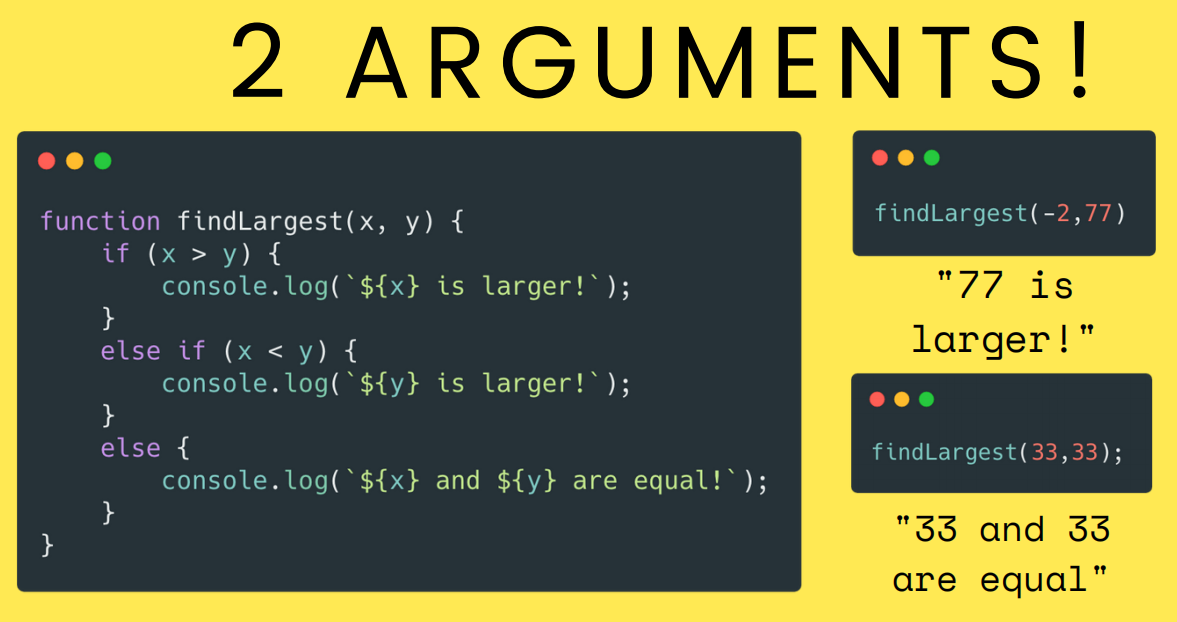 2 ARGUMENTS!
function findLargest(x, y) {
    if (x > y) {
        console.log(`${x} is larger!`);
    }
    else if (x < y) {
        console.log(`${y} is larger!`);
    }
    else {
        console.log(`${x} and ${y} are equal!`);
    }
}
findLargest(-2,77)
"77 is
larger!"
findLargest(33,33);
"33 and 33
are equal"